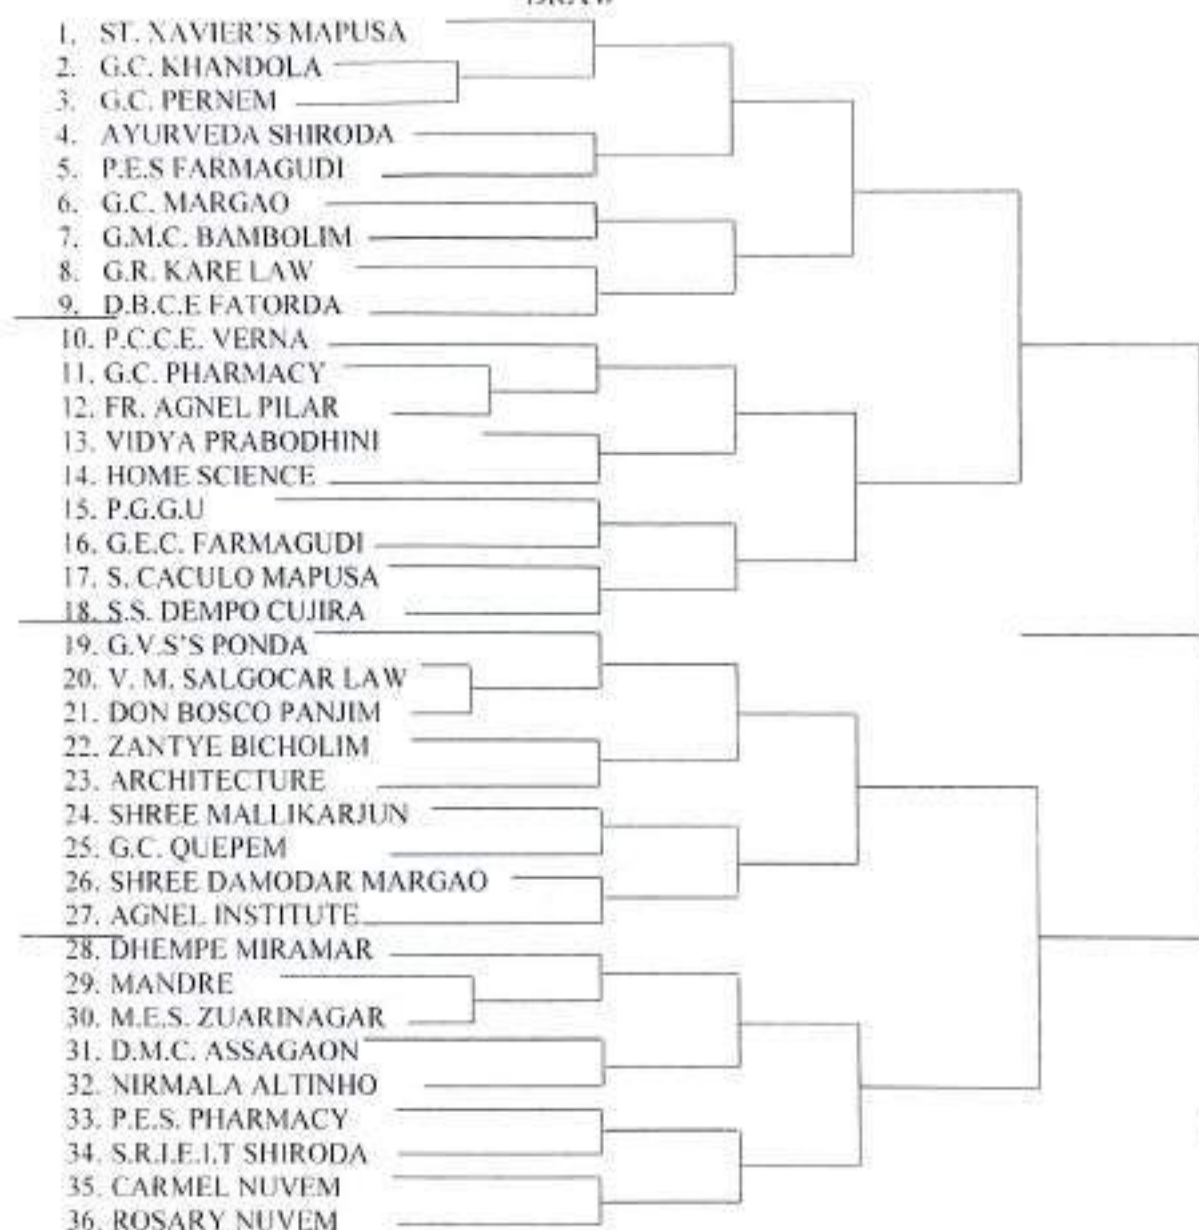 DRAW
1. ST. XAVIER'S MAPUSA
2. G.C. KHANDOLA
3. G.C. PERNEM
4. AYURVEDA SHIRODA
5. P.E.S FARMAGUDI
6. G.C. MARGAO
7. G.M.C. BAMBOLIM
8. G.R. KARE LAW
9. D.B.C.E FATORDA
10. P.C.C.E. VERNA
11. G.C. PHARMACY
12. FR. AGNEL PILAR
13. VIDYA PRABODHINI
14. HOME SCIENCE
15. P.G.G.U
16. G.E.C. FARMAGUDI
17. S. CACULO MAPUSA
18. S.S. DEMPO CUJIRA
19. G.V.S'S PONDA
20. V. M. SALGOCAR LAW
21. DON BOSCO PANJIM
22. ZANTYE BICHOLIM
23. ARCHITECTURE
24. SHREE MALLIKARJUN
25. G.C. QUEPEM
26. SHREE DAMODAR MARGAO
27. AGNEL INSTITUTE
28. DHEMPE MIRAMAR
29. MANDRE
30. M.E.S. ZUARINAGAR
31. D.M.C. ASSAGAON
32. NIRMALA ALTINHO
33. P.E.S. PHARMACY
34. S.R.I.E.I.T SHIRODA
35. CARMEL NUVEM
36. ROSARY NUVEM